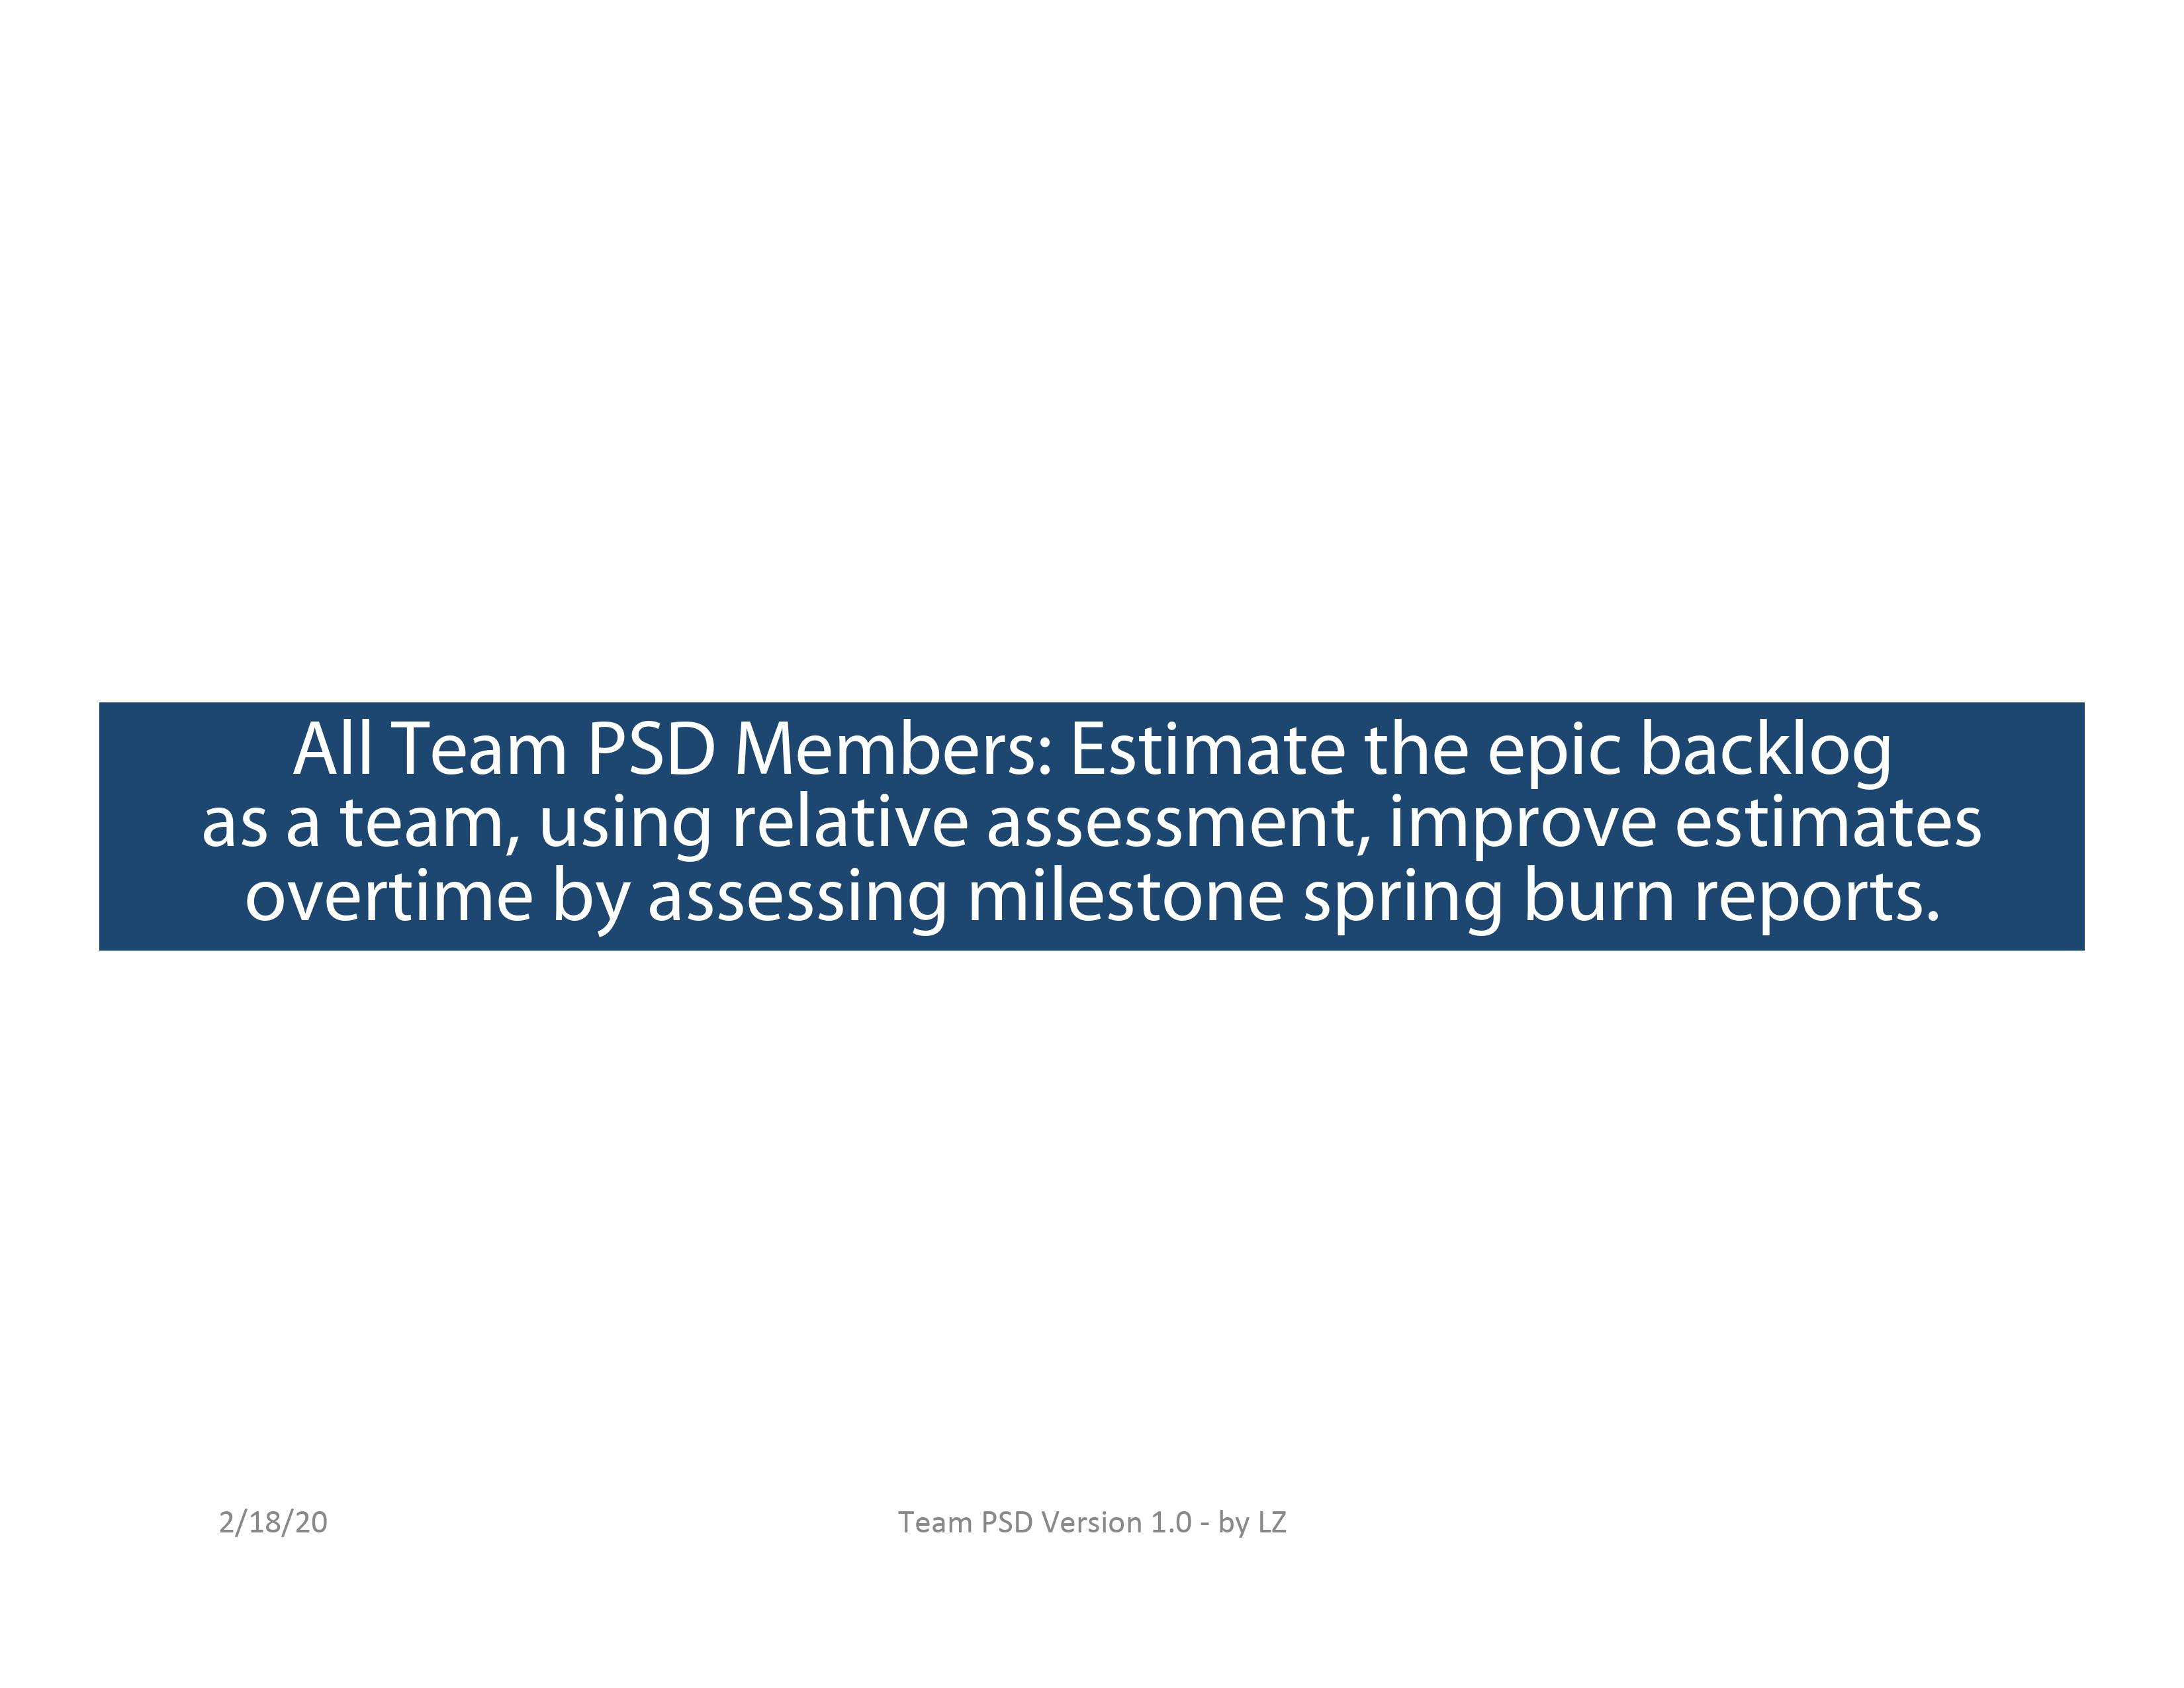 All Team PSD Members: Estimate the epic backlog
as a team, using relative assessment, improve estimates
overtime by assessing milestone spring burn reports.
2/18/20
Team PSD Version 1.0 - by LZ